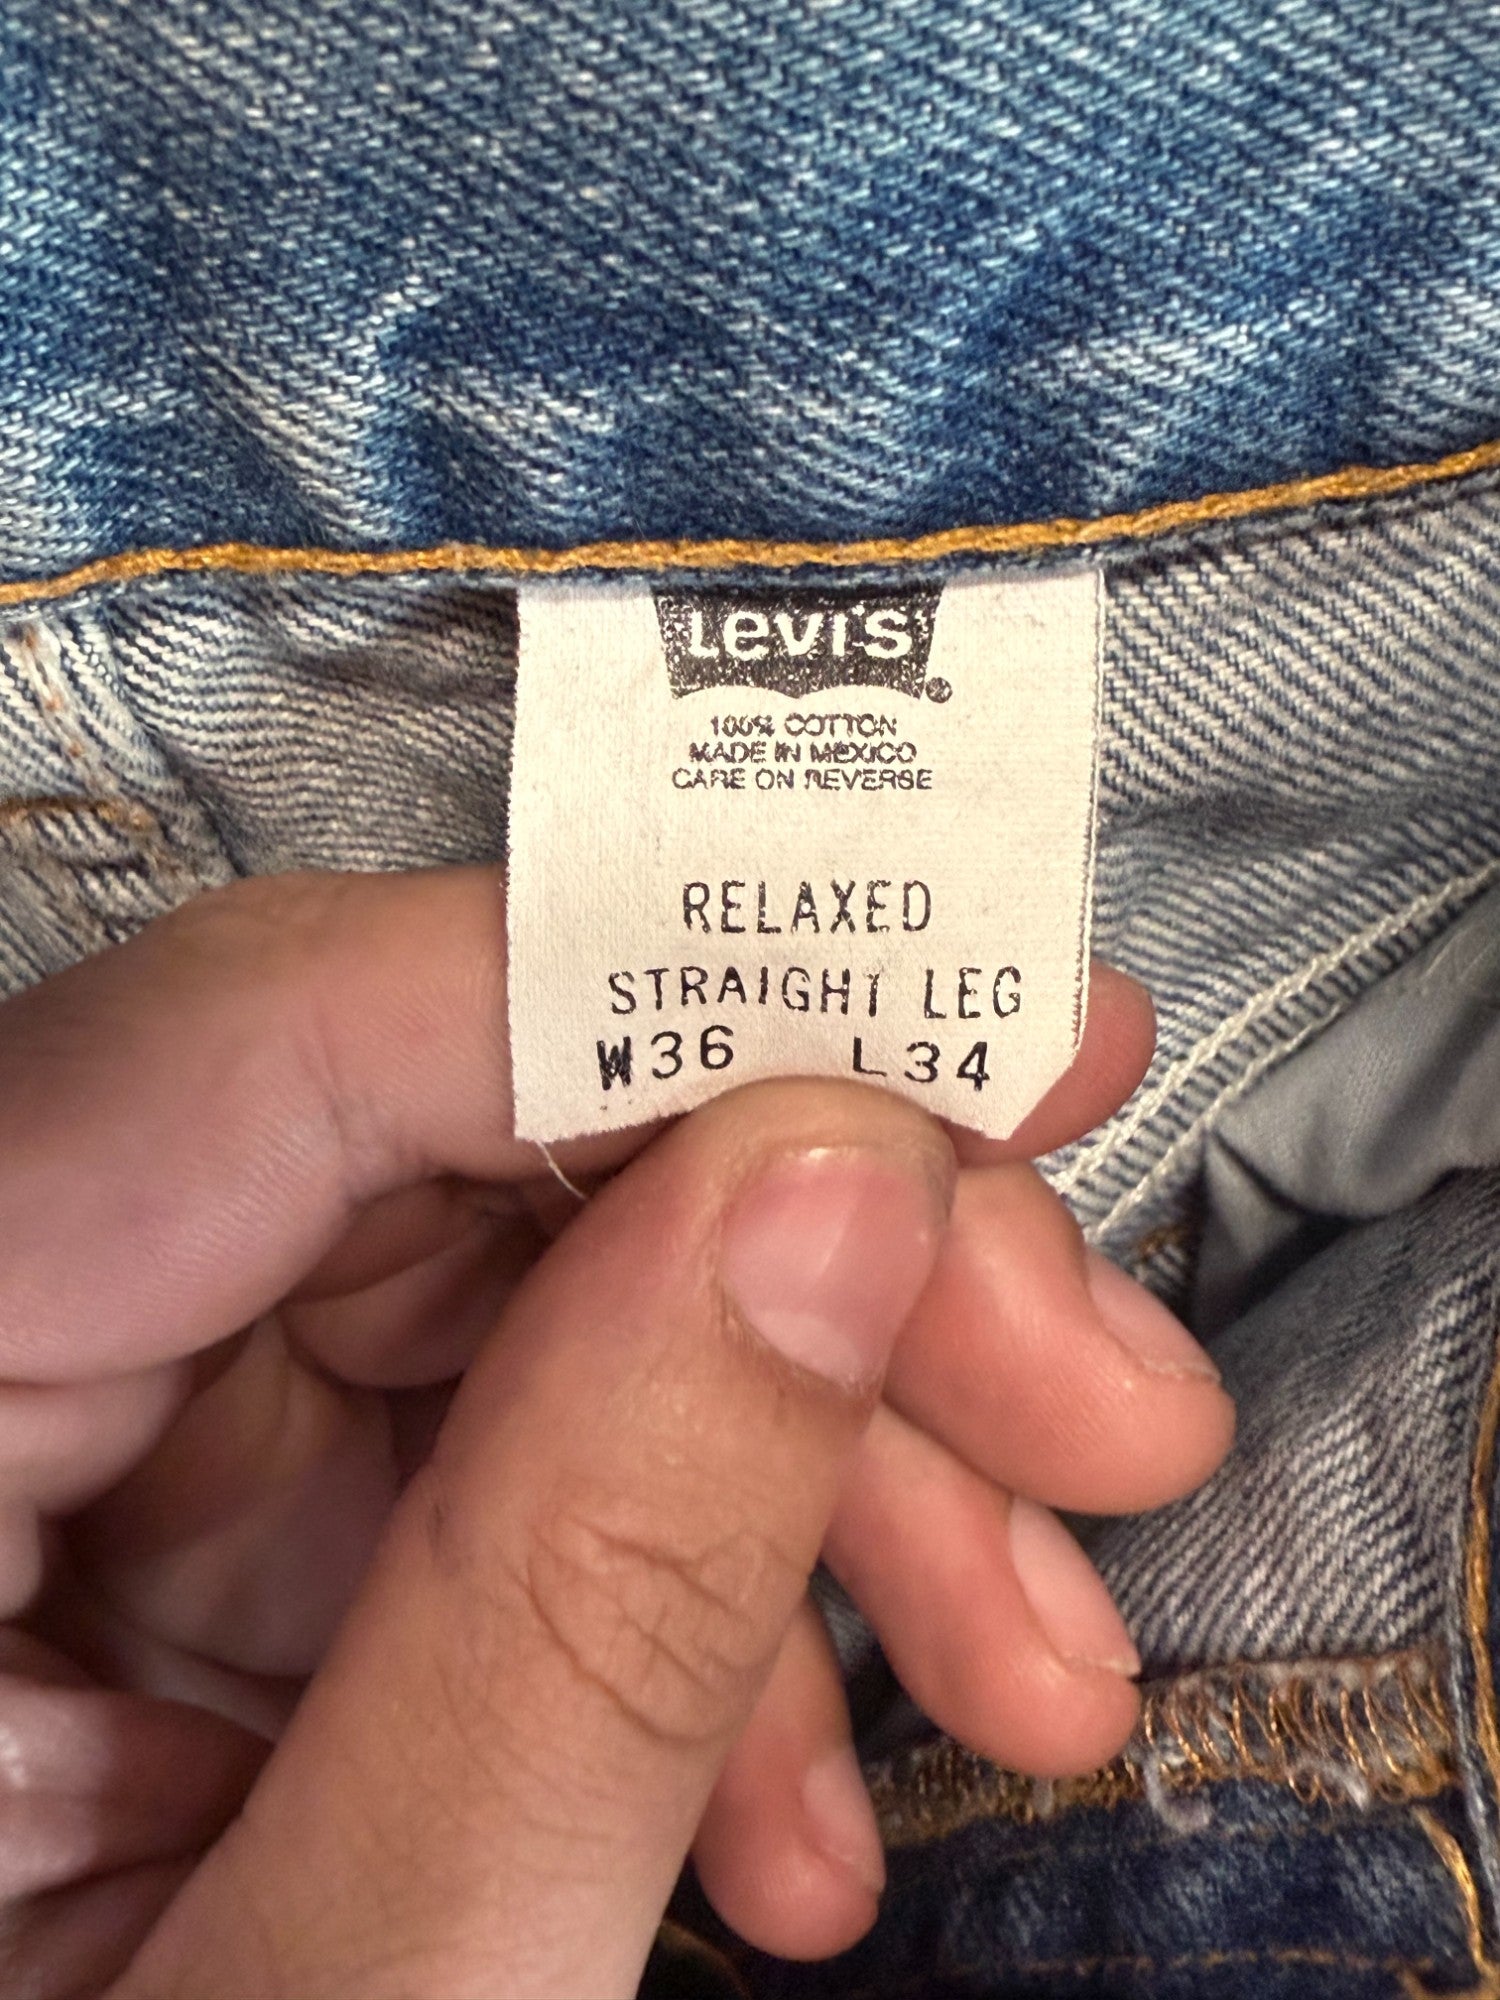 Levi's®
100% COTTON
MADE IN MEXICO
CARE ON REVERSE
RELAXED
STRAIGHT LEG
W36 L34